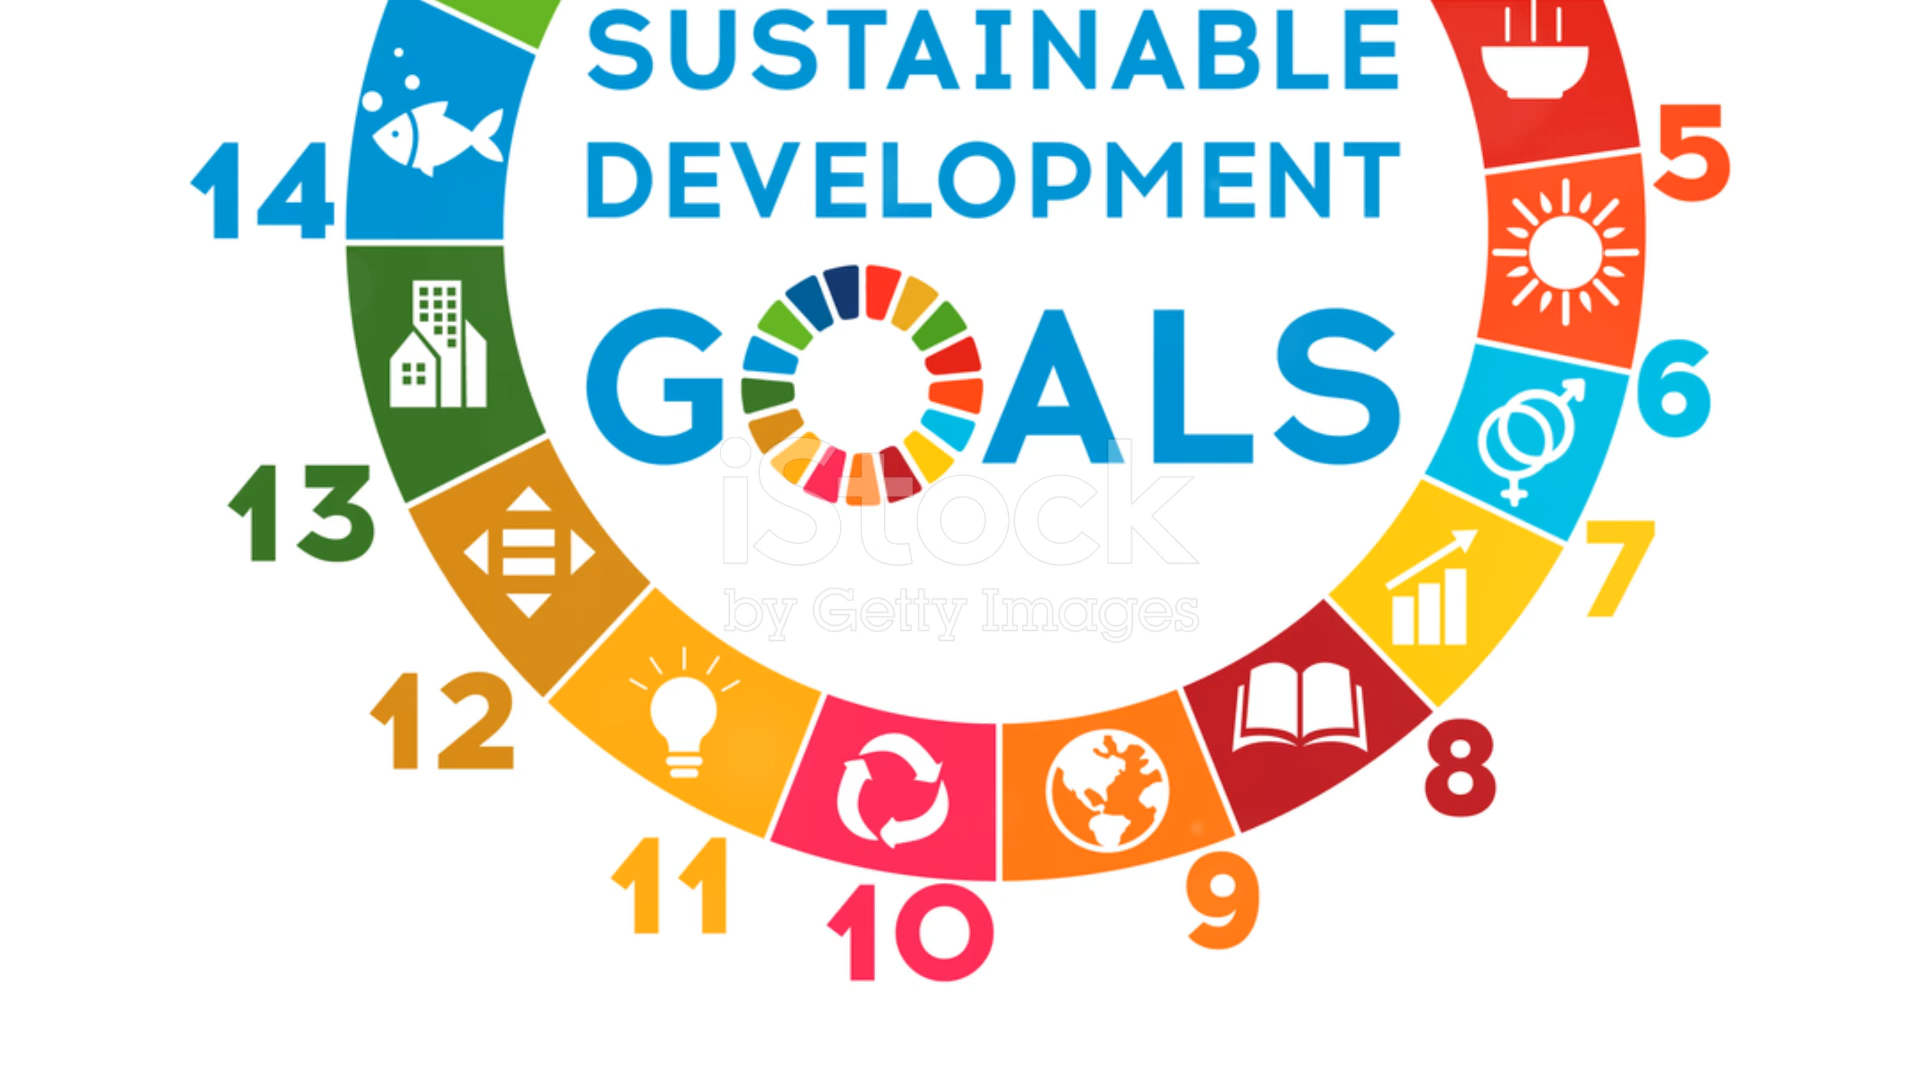 SUSTAINABLE
DEVELOPMENT
GOALS
5
6
7
8
9
10
11
12
13
14
iStock
by Getty Images